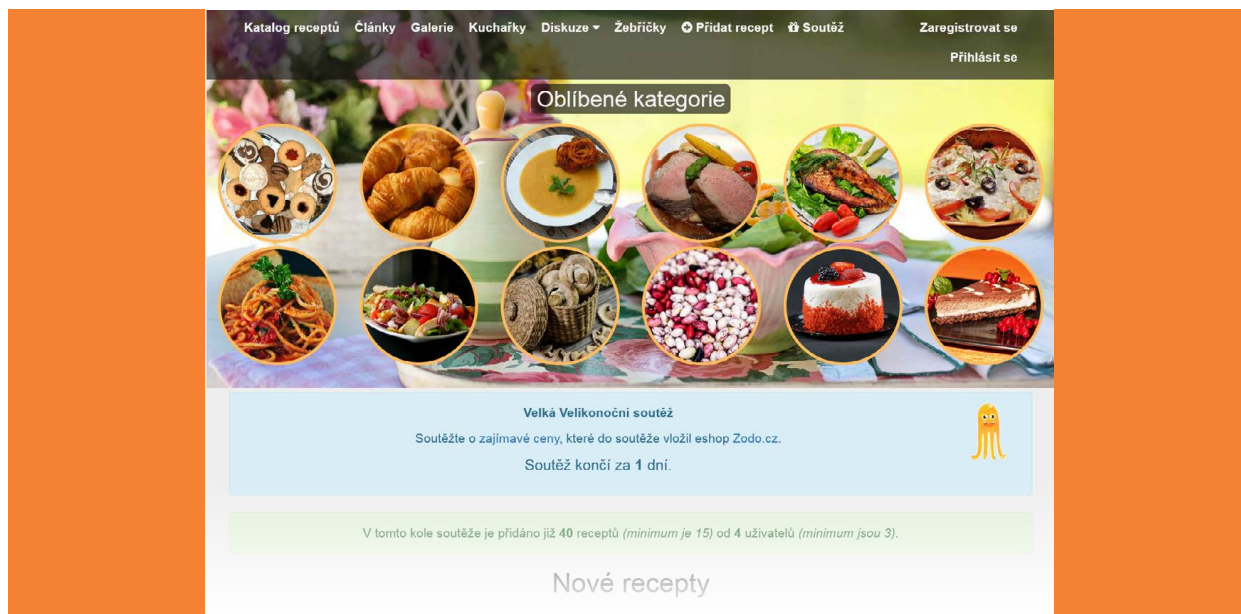 Katalog receptů Články Galerie Kuchařky Diskuze Žebříčky Přidat recept Soutěž Zaregistrovat se
Přihlásit se
Oblíbené kategorie
Velká Velikonoční soutěž
Soutěžte o zajímavé ceny, které do soutěže vložil eshop Zodo.cz.
Soutěž končí za 1 dní.
V tomto kole soutěže je přidáno již 40 receptů (minimum je 15) od 4 uživatelů (minimum jsou 3).
Nové recepty